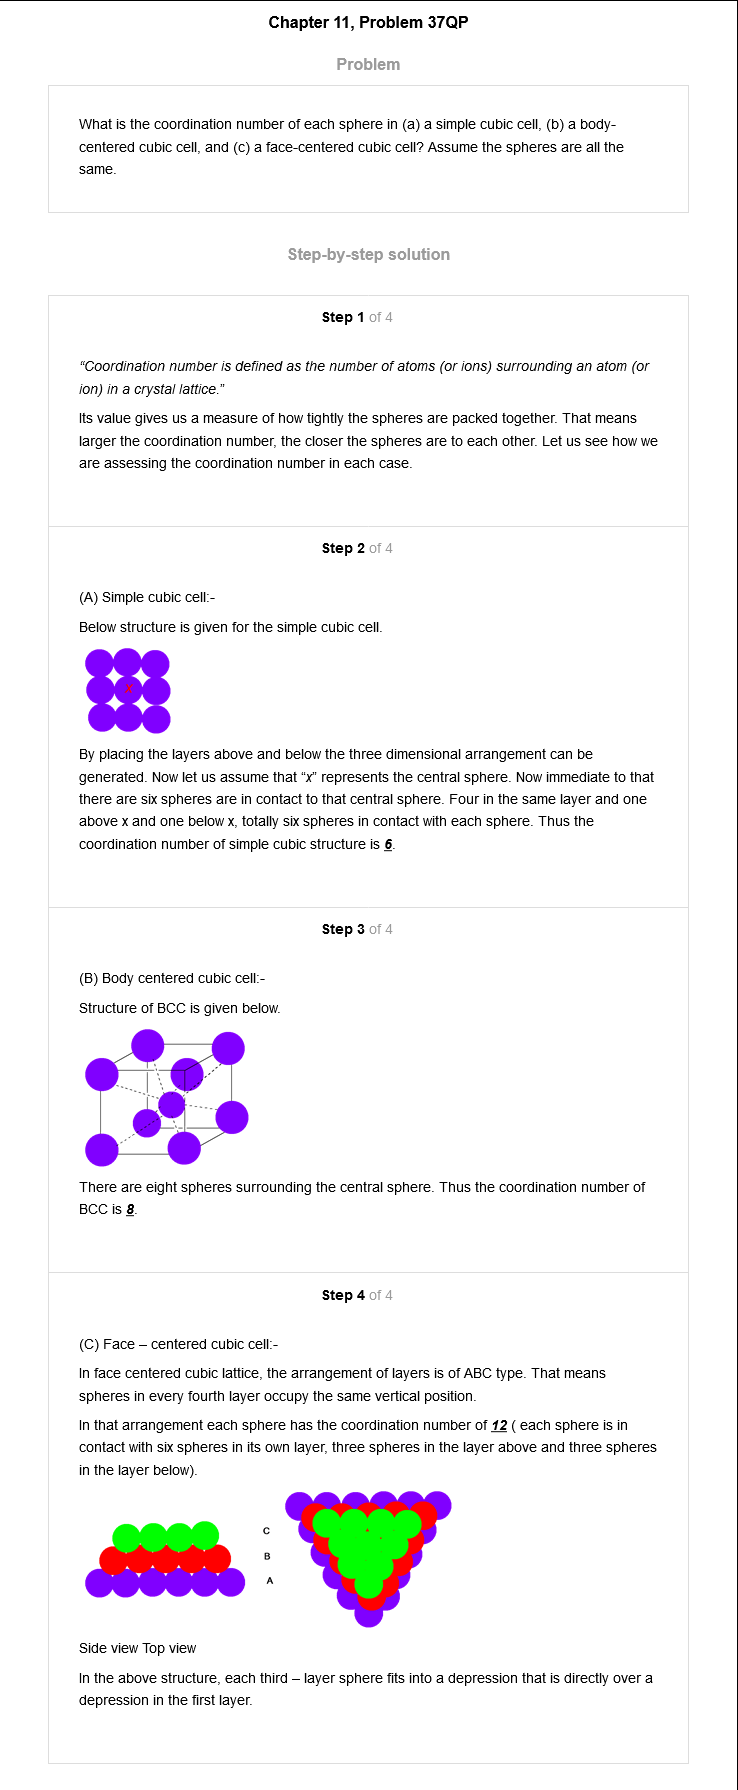 Chapter 11, Problem 37QP
Problem
What is the coordination number of each sphere in (a) a simple cubic cell, (b) a body-
centered cubic cell, and (c) a face-centered cubic cell? Assume the spheres are all the
same.
Step-by-step solution
Step 1 of 4
“Coordination number is defined as the number of atoms (or ions) surrounding an atom (or
ion) in a crystal lattice.”
Its value gives us a measure of how tightly the spheres are packed together. That means
larger the coordination number, the closer the spheres are to each other. Let us see how we
are assessing the coordination number in each case.
Step 2 of 4
(A) Simple cubic cell:-
Below structure is given for the simple cubic cell.
x
By placing the layers above and below the three dimensional arrangement can be
generated. Now let us assume that “x” represents the central sphere. Now immediate to that
there are six spheres are in contact to that central sphere. Four in the same layer and one
above x and one below x, totally six spheres in contact with each sphere. Thus the
coordination number of simple cubic structure is 6.
Step 3 of 4
(B) Body centered cubic cell:-
Structure of BCC is given below.
There are eight spheres surrounding the central sphere. Thus the coordination number of
BCC is 8.
Step 4 of 4
(C) Face – centered cubic cell:-
In face centered cubic lattice, the arrangement of layers is of ABC type. That means
spheres in every fourth layer occupy the same vertical position.
In that arrangement each sphere has the coordination number of 12 ( each sphere is in
contact with six spheres in its own layer, three spheres in the layer above and three spheres
in the layer below).
C
B
A
Side view Top view
In the above structure, each third – layer sphere fits into a depression that is directly over a
depression in the first layer.